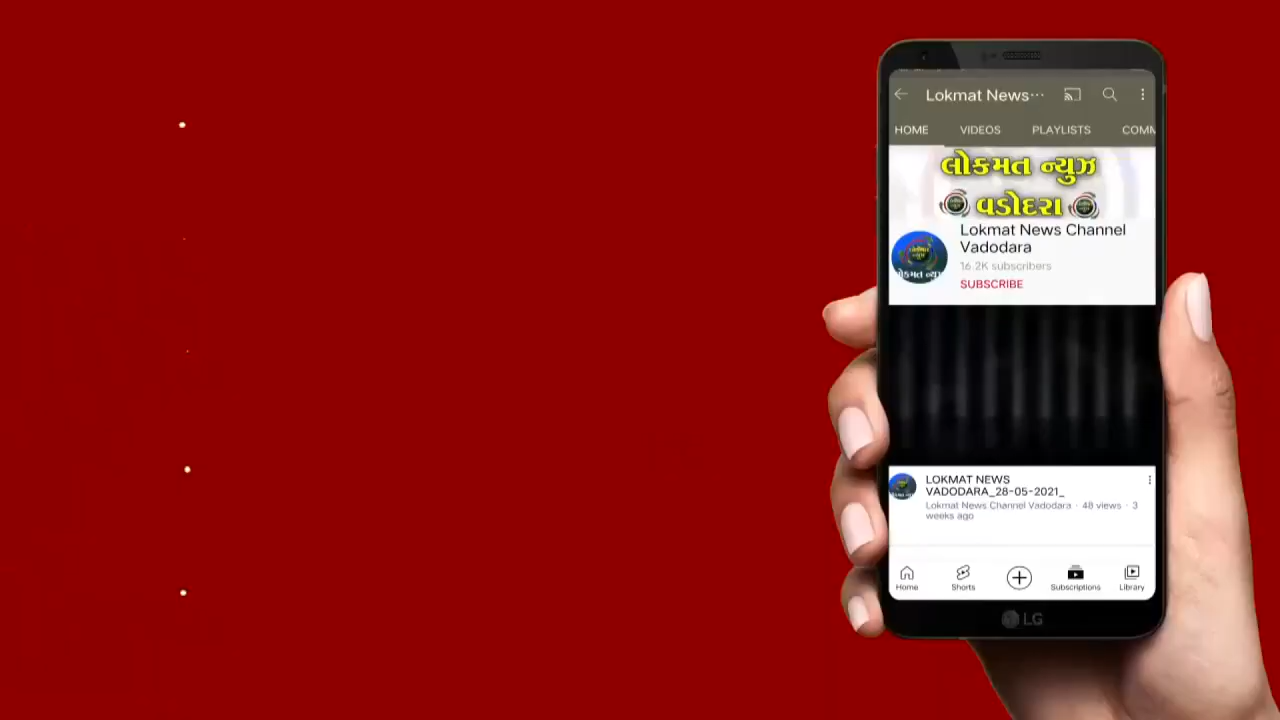 Lokmat News...
HOME VIDEOS PLAYLISTS COMM
લોકમત ન્યુઝ
વડોદરા
Lokmat News Channel
Vadodara
16.2K subscribers
SUBSCRIBE
LOKMAT NEWS
VADODARA_28-05-2021_
Lokmat News Channel Vadodara · 48 views · 3
weeks ago
Home Shorts Subscriptions Library
LG